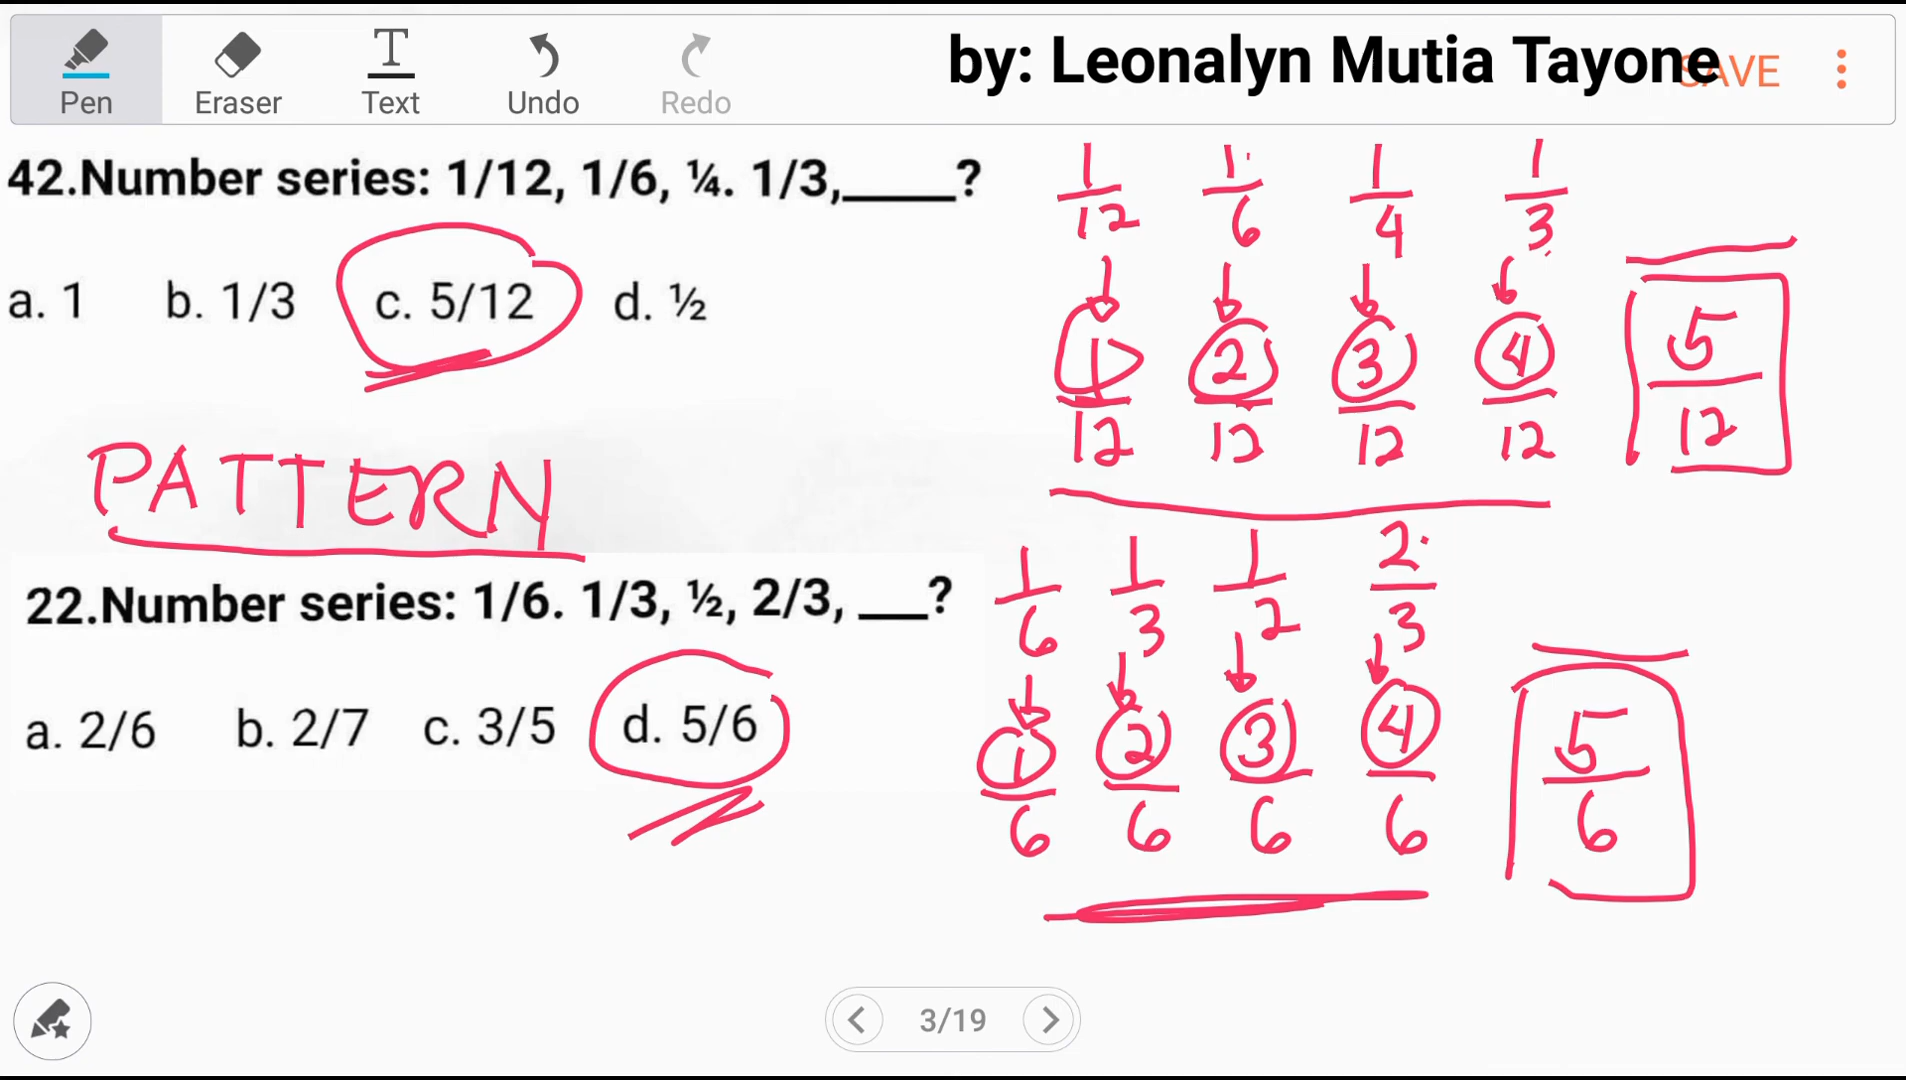 Pen Eraser Text Undo Redo SAVE
by: Leonalyn Mutia Tayone
42.Number series: 1/12, 1/6, ¼. 1/3,_____?
a. 1 b. 1/3 c. 5/12 d. ½
PATTERN
1/12 1/6 1/4 1/3
1/12 2/12 3/12 4/12 5/12
22.Number series: 1/6. 1/3, ½, 2/3, ___?
a. 2/6 b. 2/7 c. 3/5 d. 5/6
1/6 1/3 1/2 2/3
1/6 2/6 3/6 4/6 5/6
3/19